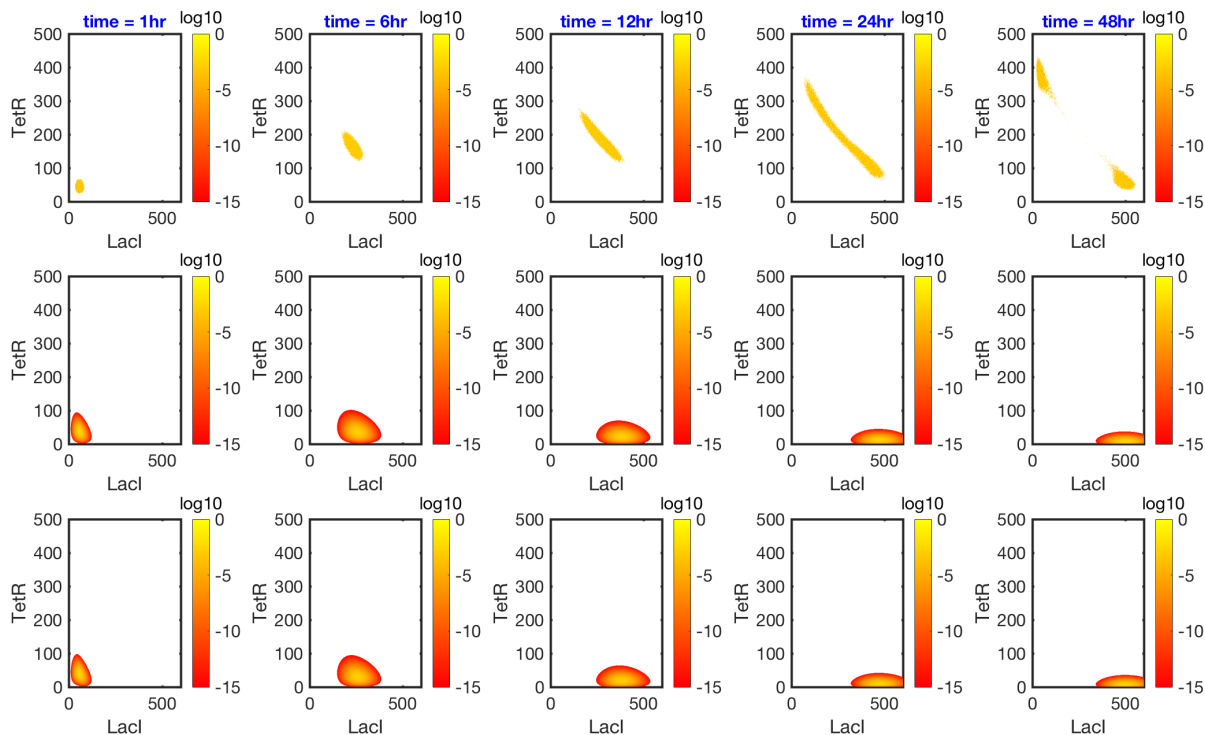 time = 1hr log10 time = 6hr log10 time = 12hr log10 time = 24hr log10 time = 48hr log10
500 0 500 0 500 0 500 0 500 0
400 400 400 400 400
300 -5 300 -5 300 -5 300 -5 300 -5
TetR TetR TetR TetR TetR
200 200 200 200 200
100 -10 100 -10 100 -10 100 -10 100 -10
0 -15 0 -15 0 -15 0 -15 0 -15
0 500 0 500 0 500 0 500 0 500
LacI LacI LacI LacI LacI
log10 log10 log10 log10 log10
500 0 500 0 500 0 500 0 500 0
400 400 400 400 400
300 -5 300 -5 300 -5 300 -5 300 -5
TetR TetR TetR TetR TetR
200 200 200 200 200
100 -10 100 -10 100 -10 100 -10 100 -10
0 -15 0 -15 0 -15 0 -15 0 -15
0 500 0 500 0 500 0 500 0 500
LacI LacI LacI LacI LacI
log10 log10 log10 log10 log10
500 0 500 0 500 0 500 0 500 0
400 400 400 400 400
300 -5 300 -5 300 -5 300 -5 300 -5
TetR TetR TetR TetR TetR
200 200 200 200 200
100 -10 100 -10 100 -10 100 -10 100 -10
0 -15 0 -15 0 -15 0 -15 0 -15
0 500 0 500 0 500 0 500 0 500
LacI LacI LacI LacI LacI